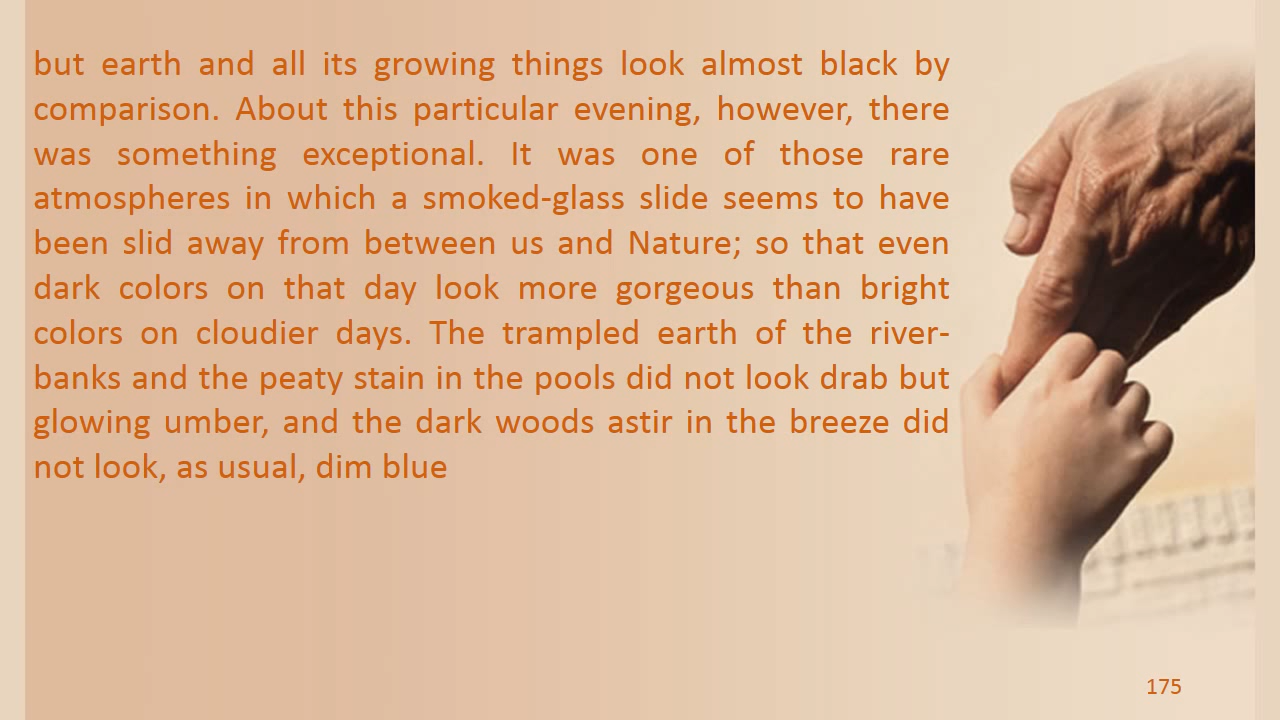 but earth and all its growing things look almost black by
comparison. About this particular evening, however, there
was something exceptional. It was one of those rare
atmospheres in which a smoked-glass slide seems to have
been slid away from between us and Nature; so that even
dark colors on that day look more gorgeous than bright
colors on cloudier days. The trampled earth of the river-
banks and the peaty stain in the pools did not look drab but
glowing umber, and the dark woods astir in the breeze did
not look, as usual, dim blue
175